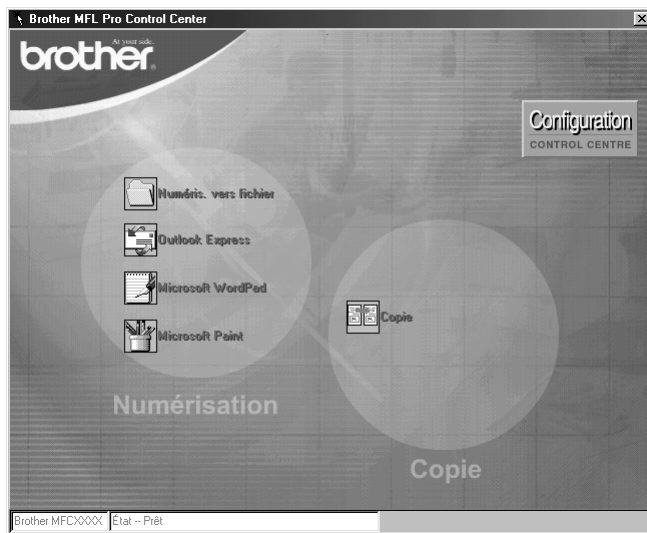 Brother MFL Pro Control Center
At your side.
brother
Configuration
CONTROL CENTRE
Numéris. vers fichier
Outlook Express
Microsoft WordPad
Microsoft Paint
Copie
Numérisation
Copie
Brother MFCXXXX
État -- Prêt